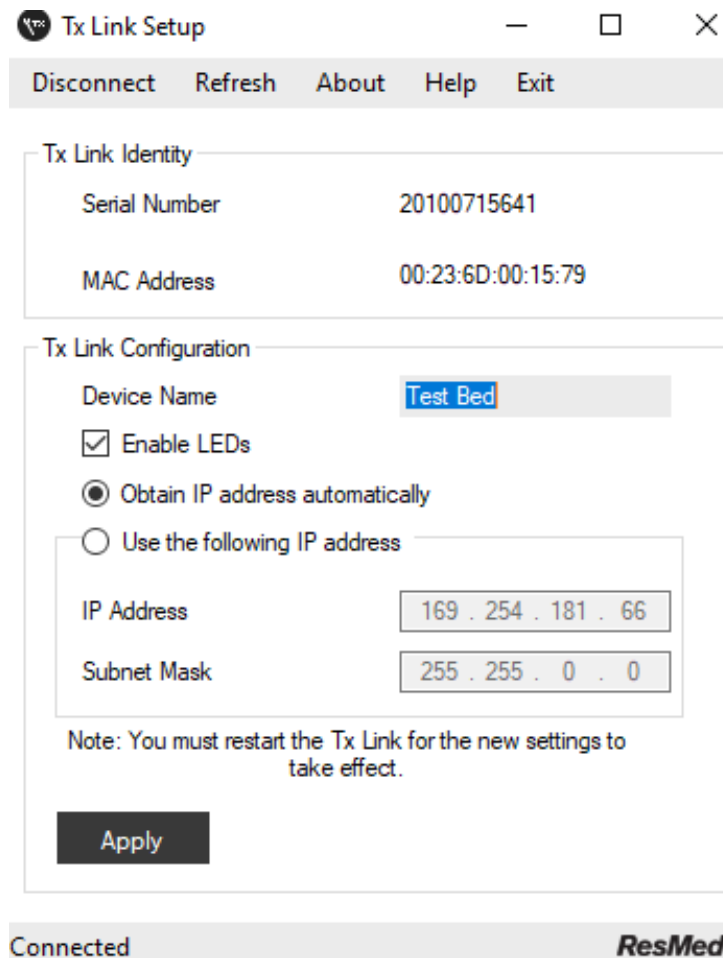 Tx Link Setup
Disconnect Refresh About Help Exit
Tx Link Identity
Serial Number 20100715641
MAC Address 00:23:6D:00:15:79
Tx Link Configuration
Device Name Test Bed
Enable LEDs
Obtain IP address automatically
Use the following IP address
IP Address 169 . 254 . 181 . 66
Subnet Mask 255 . 255 . 0 . 0
Note: You must restart the Tx Link for the new settings to
take effect.
Apply
Connected ResMed